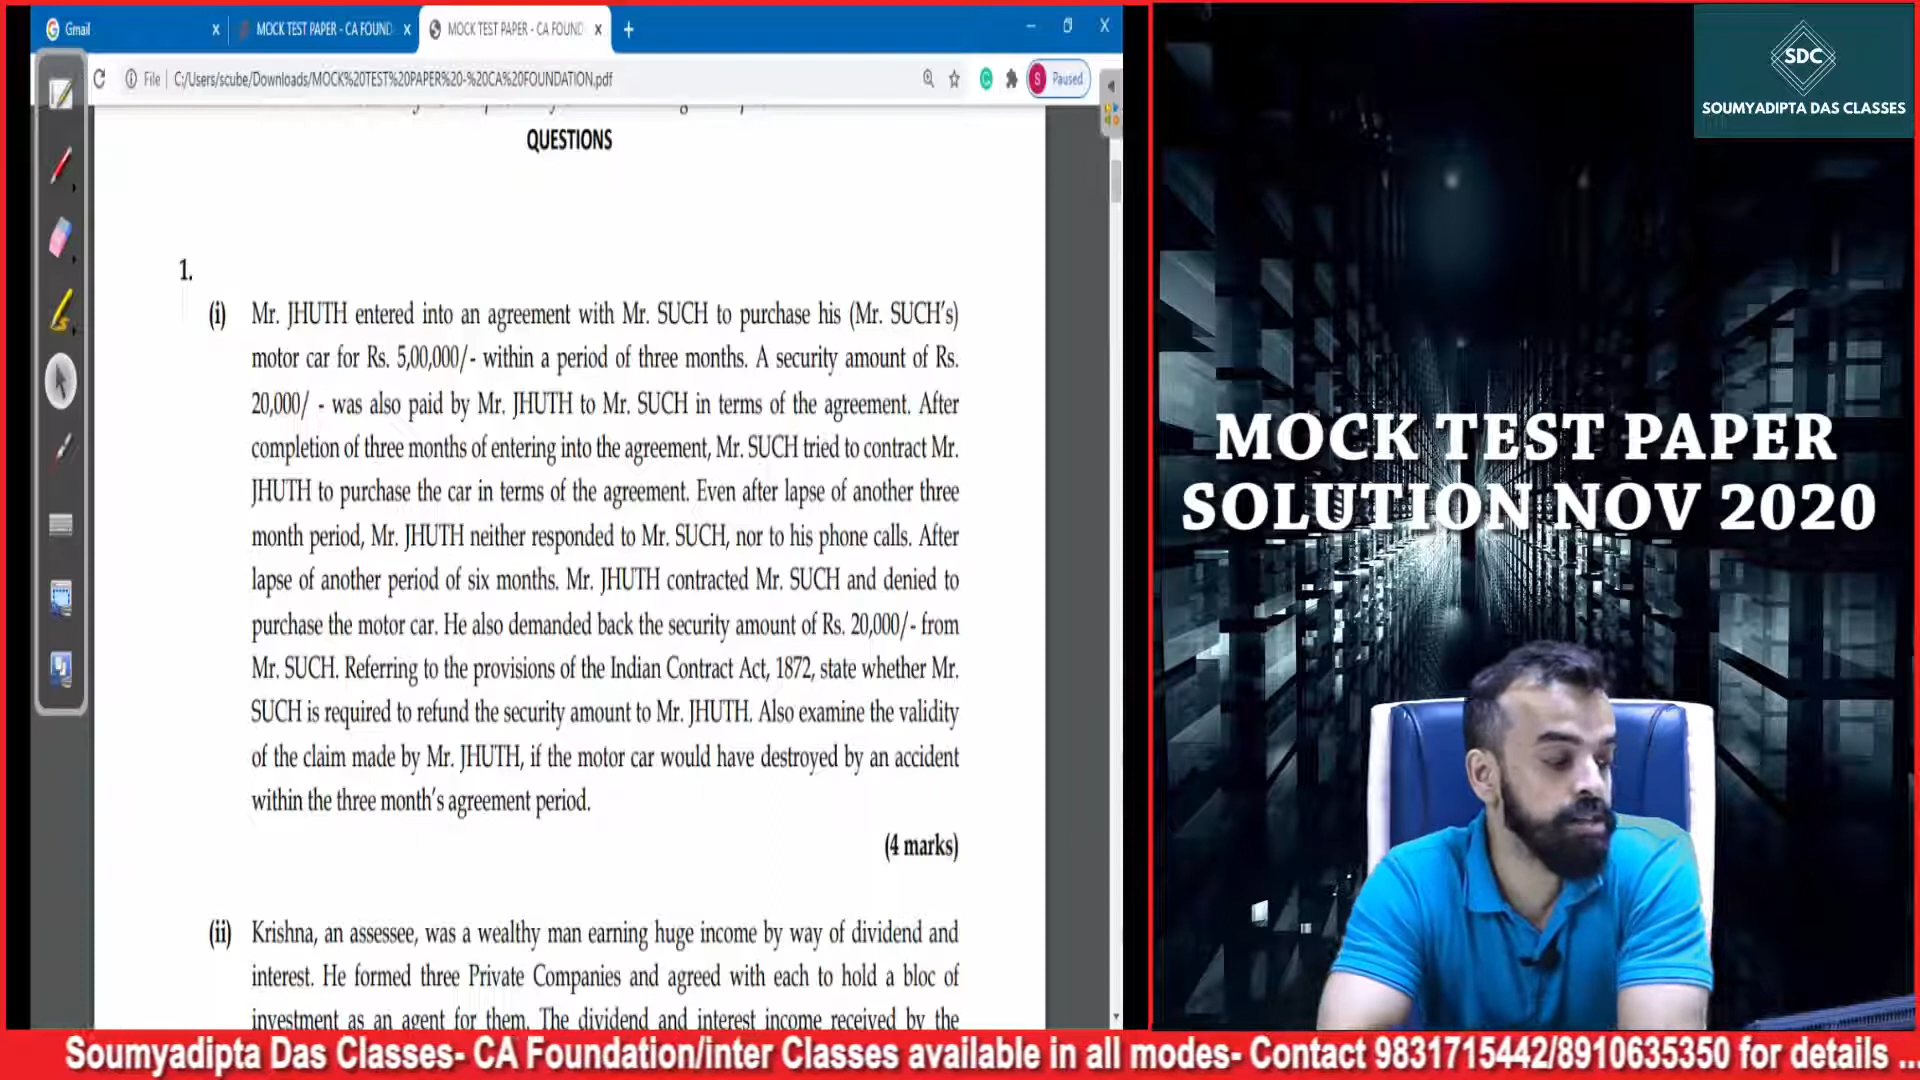 Gmail
MOCK TEST PAPER - CA FOUND
MOCK TEST PAPER - CA FOUND
File | C:/Users/scube/Downloads/MOCK%20TEST%20PAPER%20-%20CA%20FOUNDATION.pdf
S Paused
QUESTIONS
1.
(i) Mr. JHUTH entered into an agreement with Mr. SUCH to purchase his (Mr. SUCH's)
motor car for Rs. 5,00,000/- within a period of three months. A security amount of Rs.
20,000/ - was also paid by Mr. JHUTH to Mr. SUCH in terms of the agreement. After
completion of three months of entering into the agreement, Mr. SUCH tried to contract Mr.
JHUTH to purchase the car in terms of the agreement. Even after lapse of another three
month period, Mr. JHUTH neither responded to Mr. SUCH, nor to his phone calls. After
lapse of another period of six months. Mr. JHUTH contracted Mr. SUCH and denied to
purchase the motor car. He also demanded back the security amount of Rs. 20,000/- from
Mr. SUCH. Referring to the provisions of the Indian Contract Act, 1872, state whether Mr.
SUCH is required to refund the security amount to Mr. JHUTH. Also examine the validity
of the claim made by Mr. JHUTH, if the motor car would have destroyed by an accident
within the three month's agreement period.
(4 marks)
(ii) Krishna, an assessee, was a wealthy man earning huge income by way of dividend and
interest. He formed three Private Companies and agreed with each to hold a bloc of
investment as an agent for them. The dividend and interest income received by the
SDC
SOUMYADIPTA DAS CLASSES
MOCK TEST PAPER
SOLUTION NOV 2020
Soumyadipta Das Classes- CA Foundation/inter Classes available in all modes- Contact 9831715442/8910635350 for details ...